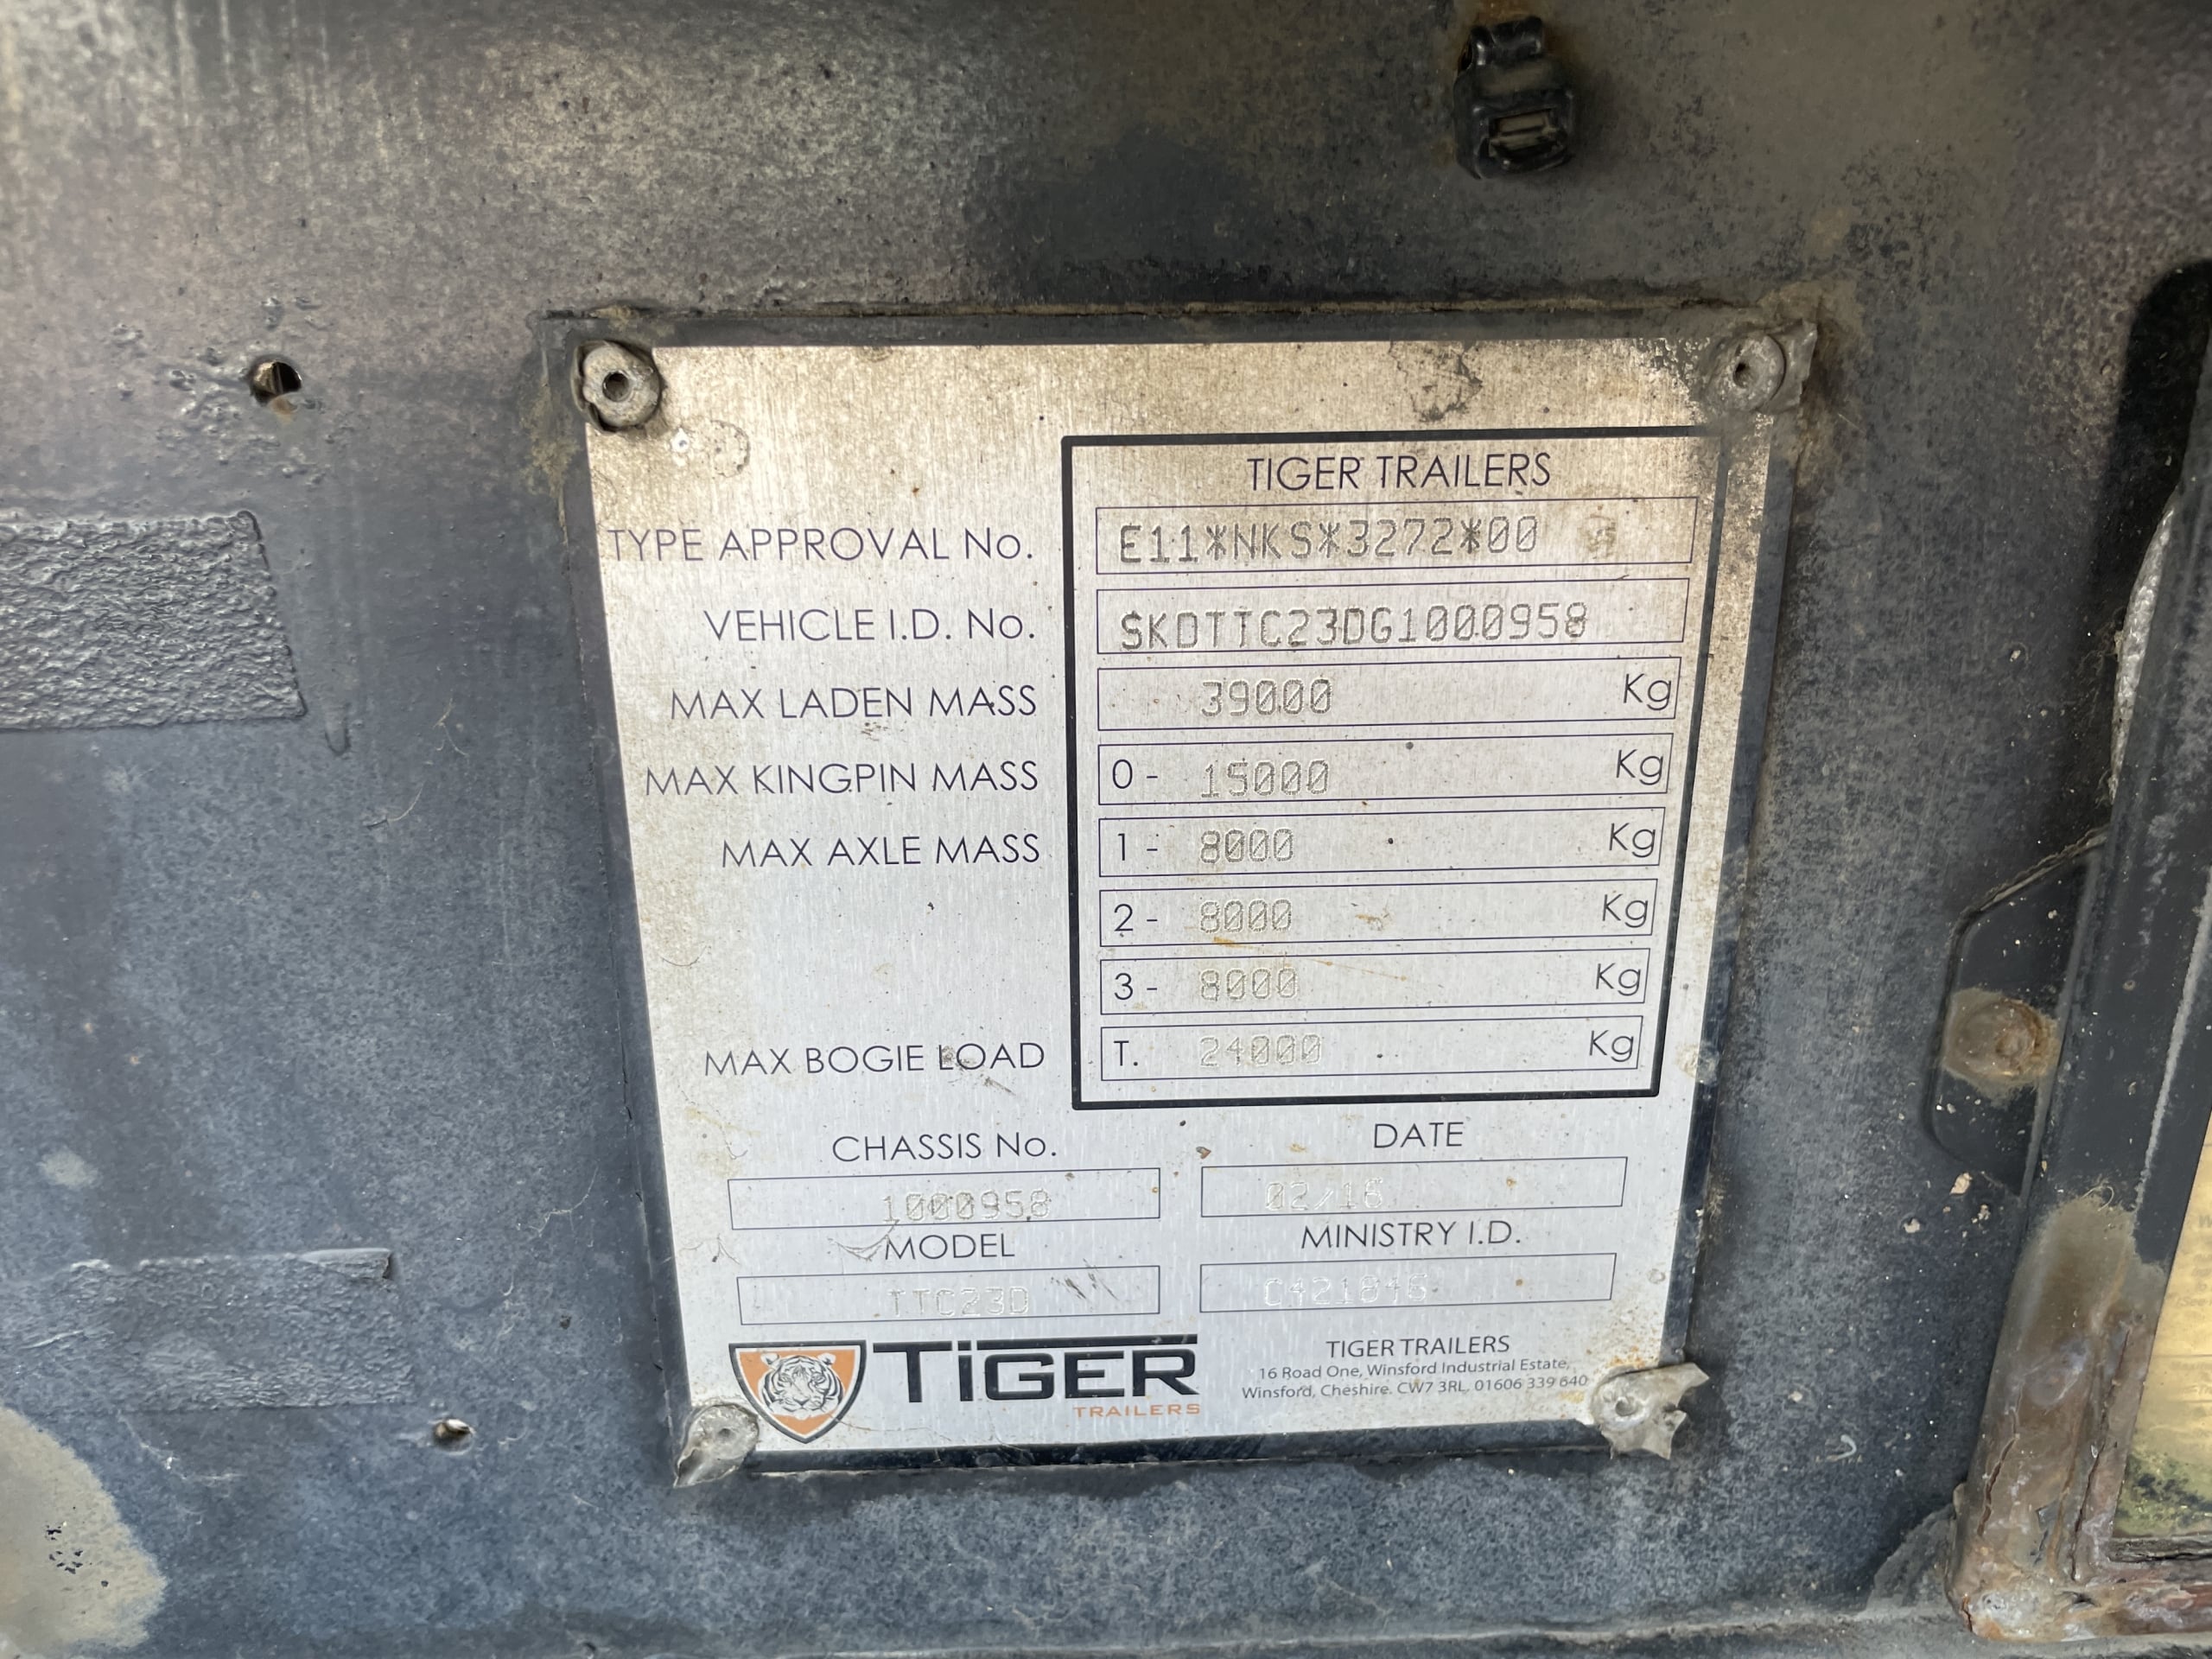 TIGER TRAILERS
TYPE APPROVAL No. E11*NKS*3272*00
VEHICLE I.D. No. SKDTTC23DG1000958
MAX LADEN MASS 39000 Kg
MAX KINGPIN MASS 0 - 15000 Kg
MAX AXLE MASS 1 - 8000 Kg
2 - 8000 Kg
3 - 8000 Kg
MAX BOGIE LOAD T. 24000 Kg
CHASSIS No. DATE
1000958 02/16
MODEL MINISTRY I.D.
TTC23D C421846
TiGER
TRAILERS
TIGER TRAILERS
16 Road One, Winsford Industrial Estate,
Winsford, Cheshire. CW7 3RL. 01606 339 640